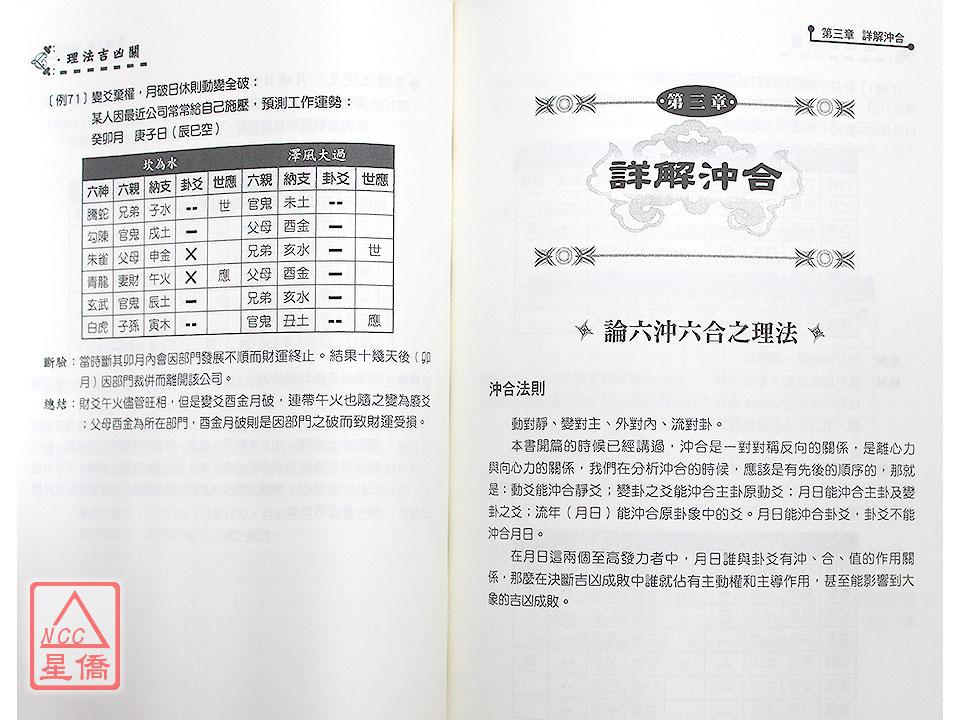 ·理法吉凶關
〔例71〕變爻棄權,月破日休則動變全破:
某人因最近公司常常給自己施壓,預測工作運勢:
癸卯月 庚子日(辰巳空)
坎為水 澤風大過
六神 六親 納支 卦爻 世應 六親 納支 卦爻 世應
騰蛇 兄弟 子水 -- 世 官鬼 未土 --
勾陳 官鬼 戌土 — 父母 酉金 —
朱雀 父母 申金 X 兄弟 亥水 — 世
青龍 妻財 午火 X 應 父母 酉金 —
玄武 官鬼 辰土 — 兄弟 亥水 —
白虎 子孫 寅木 -- 官鬼 丑土 -- 應
斷驗:當時斷其卯月內會因部門發展不順而財運終止。結果十幾天後(卯
月)因部門裁併而離開該公司。
總結:財爻午火儘管旺相,但是變爻酉金月破,連帶午火也隨之變為廢爻
;父母酉金為所在部門,酉金月破則是因部門之破而致財運受損。
NCC
星僑
第三章 詳解沖合
·第三章·
詳解沖合
論六沖六合之理法
沖合法則
動對靜、變對主、外對內、流對卦。
本書開篇的時候已經講過,沖合是一對對稱反向的關係,是離心力
與向心力的關係,我們在分析沖合的時候,應該是有先後的順序的,那就
是:動爻能沖合靜爻;變卦之爻能沖合主卦原動爻;月日能沖合主卦及變
卦之爻;流年(月日)能沖合原卦象中的爻。月日能沖合卦爻,卦爻不能
沖合月日。
在月日這兩個至高發力者中,月日誰與卦爻有沖、合、值的作用關
係,那麼在決斷吉凶成敗中誰就佔有主動權和主導作用,甚至能影響到大
象的吉凶成敗。